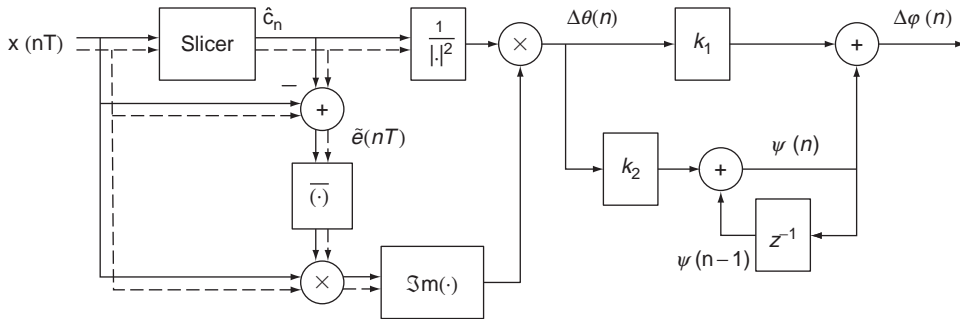 x (nT)
Slicer
ĉn
1
|·|²
×
Δθ(n)
k1
+
Δφ (n)
−
+
ẽ(nT)
(·)‾
k2
+
ψ (n)
z−1
ψ(n−1)
×
ℑm(·)